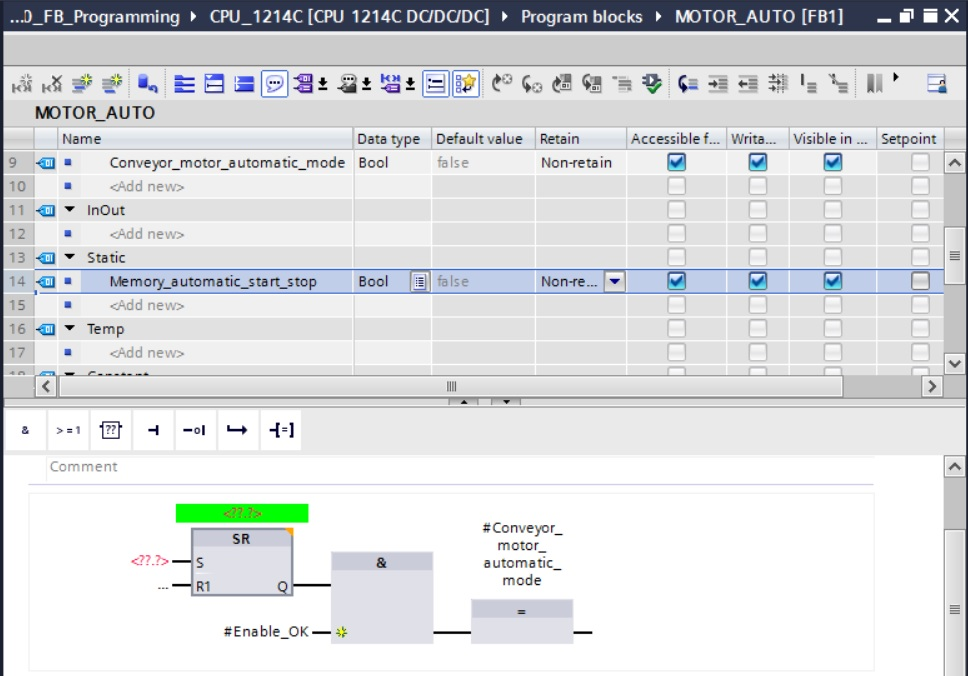 ...0_FB_Programming ▸ CPU_1214C [CPU 1214C DC/DC/DC] ▸ Program blocks ▸ MOTOR_AUTO [FB1]
MOTOR_AUTO
Name Data type Default value Retain Accessible f... Writa... Visible in ... Setpoint
9 Conveyor_motor_automatic_mode Bool false Non-retain
10 <Add new>
11 InOut
12 <Add new>
13 Static
14 Memory_automatic_start_stop Bool false Non-re...
15 <Add new>
16 Temp
17 <Add new>
18 Constant
& >=1 ??
Comment
<??.?>
SR
<??.?> S
... R1 Q
&
#Enable_OK
#Conveyor_
motor_
automatic_
mode
=